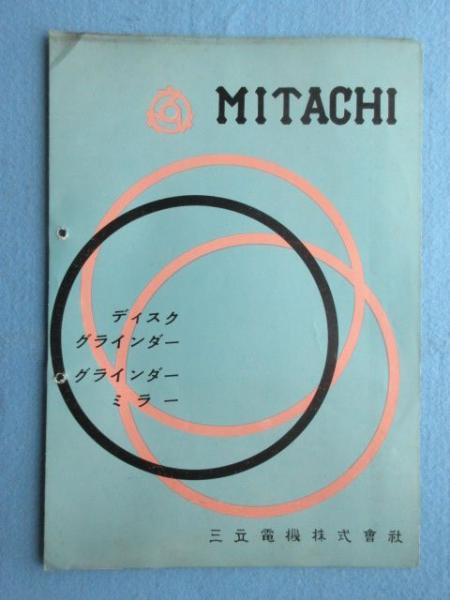 MITACHI
ディスク
グラインダー
グラインダー
ミラー
三立電機株式會社